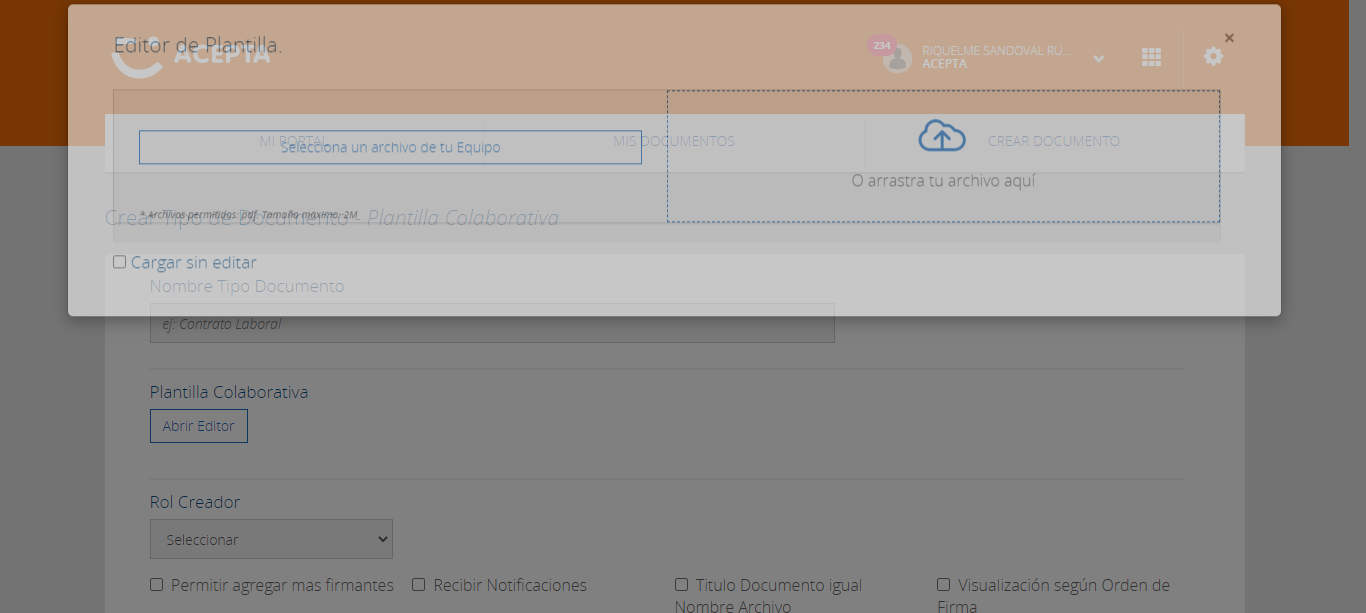 Editor de Plantilla.
×
ACEPTA
234
RIQUELME SANDOVAL RU...
ACEPTA
MI PORTAL
MIS DOCUMENTOS
CREAR DOCUMENTO
Selecciona un archivo de tu Equipo
O arrastra tu archivo aquí
* Archivos permitidos: pdf. Tamaño máximo: 2M
Crear Tipo de Documento - Plantilla Colaborativa
Cargar sin editar
Nombre Tipo Documento
ej: Contrato Laboral
Plantilla Colaborativa
Abrir Editor
Rol Creador
Seleccionar
Permitir agregar mas firmantes
Recibir Notificaciones
Titulo Documento igual
Nombre Archivo
Visualización según Orden de
Firma